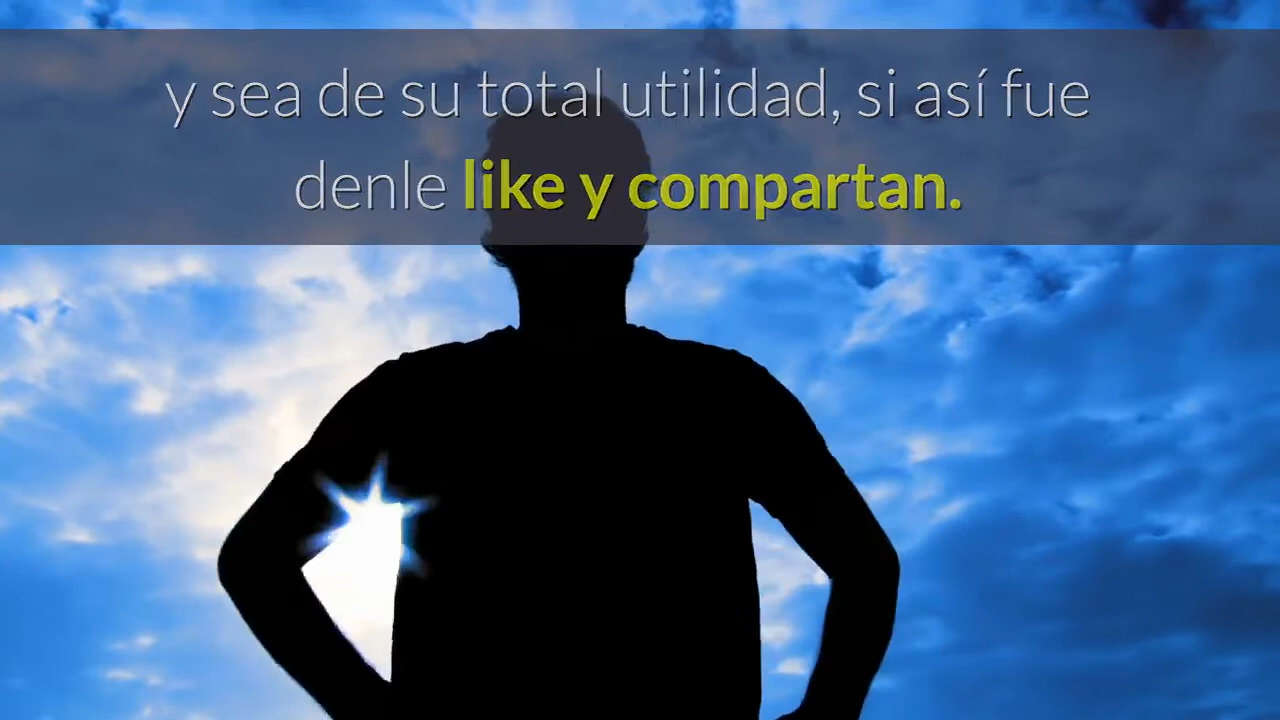 y sea de su total utilidad, si así fue
denle like y compartan.